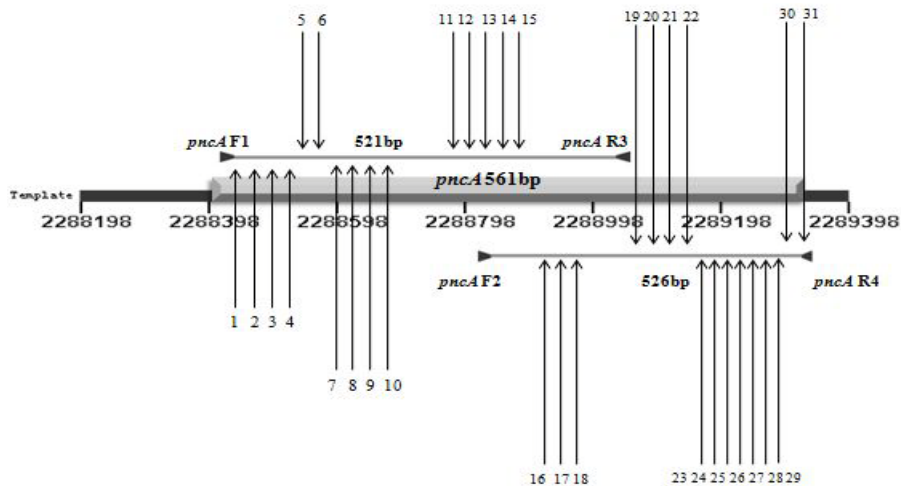 5 6 11 12 13 14 15 19 20 21 22 30 31
pncA F1 521bp pncA R3
pncA 561bp
Template
2288198 2288398 2288598 2288798 2288998 2289198 2289398
pncA F2 526bp pncA R4
1 2 3 4
7 8 9 10
16 17 18 23 24 25 26 27 28 29